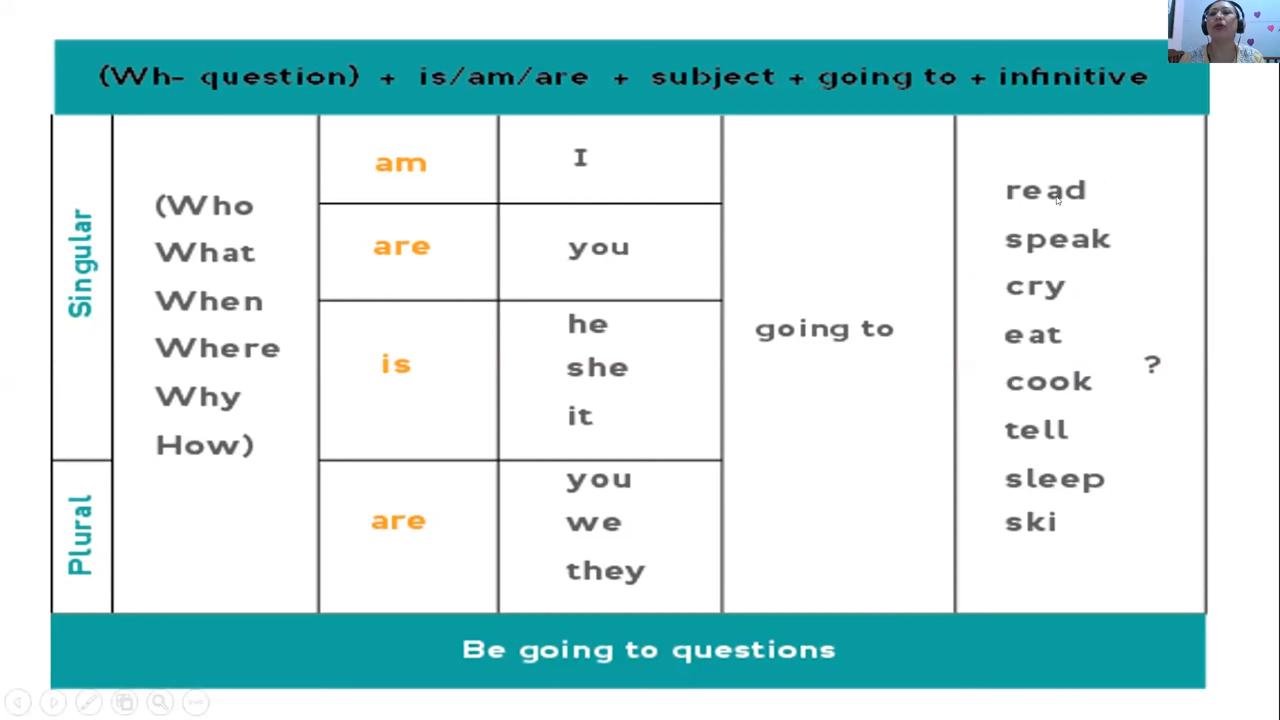 (Wh- question) + is/am/are + subject + going to + infinitive
Singular
(Who
What
When
Where
Why
How)
am
I
are
you
is
he
she
it
going to
read
speak
cry
eat
cook
tell
sleep
ski
?
Plural
are
you
we
they
Be going to questions